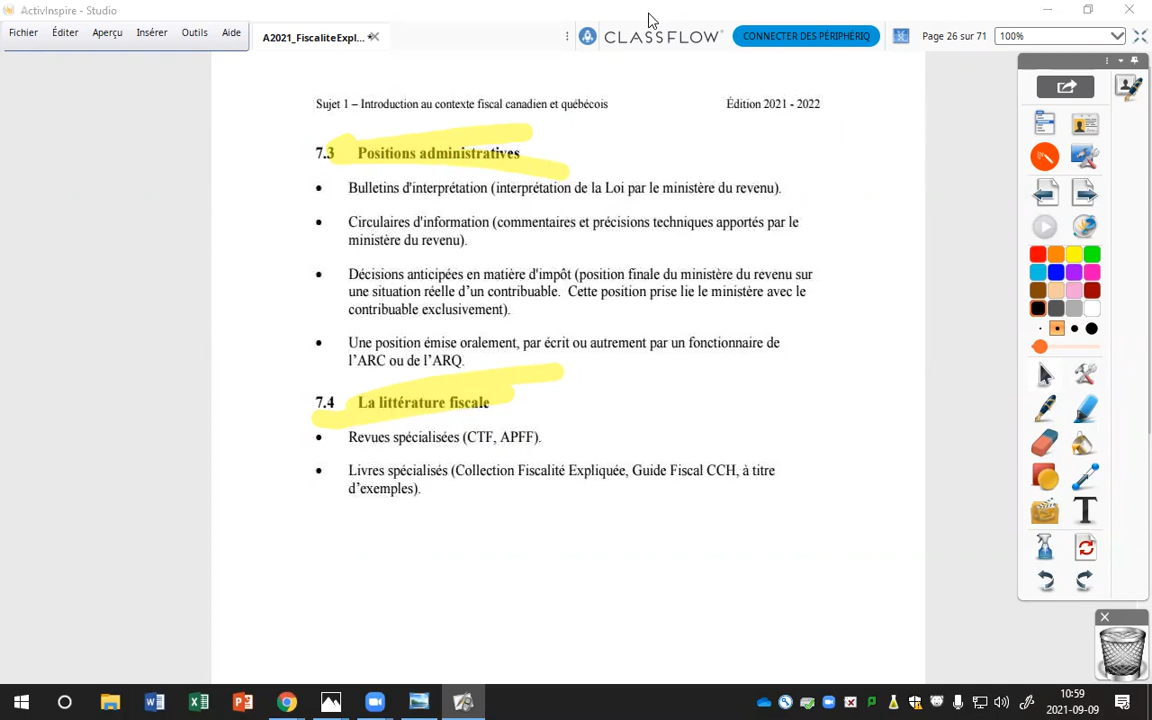 ActivInspire - Studio
Fichier Éditer Aperçu Insérer Outils Aide
A2021_FiscaliteExpl...
CLASSFLOW
CONNECTER DES PÉRIPHÉRIQ
Page 26 sur 71
100%
Sujet 1 – Introduction au contexte fiscal canadien et québécois Édition 2021 - 2022
7.3 Positions administratives
• Bulletins d'interprétation (interprétation de la Loi par le ministère du revenu).
• Circulaires d'information (commentaires et précisions techniques apportés par le
ministère du revenu).
• Décisions anticipées en matière d'impôt (position finale du ministère du revenu sur
une situation réelle d'un contribuable. Cette position prise lie le ministère avec le
contribuable exclusivement).
• Une position émise oralement, par écrit ou autrement par un fonctionnaire de
l'ARC ou de l'ARQ.
7.4 La littérature fiscale
• Revues spécialisées (CTF, APFF).
• Livres spécialisés (Collection Fiscalité Expliquée, Guide Fiscal CCH, à titre
d'exemples).
10:59
2021-09-09